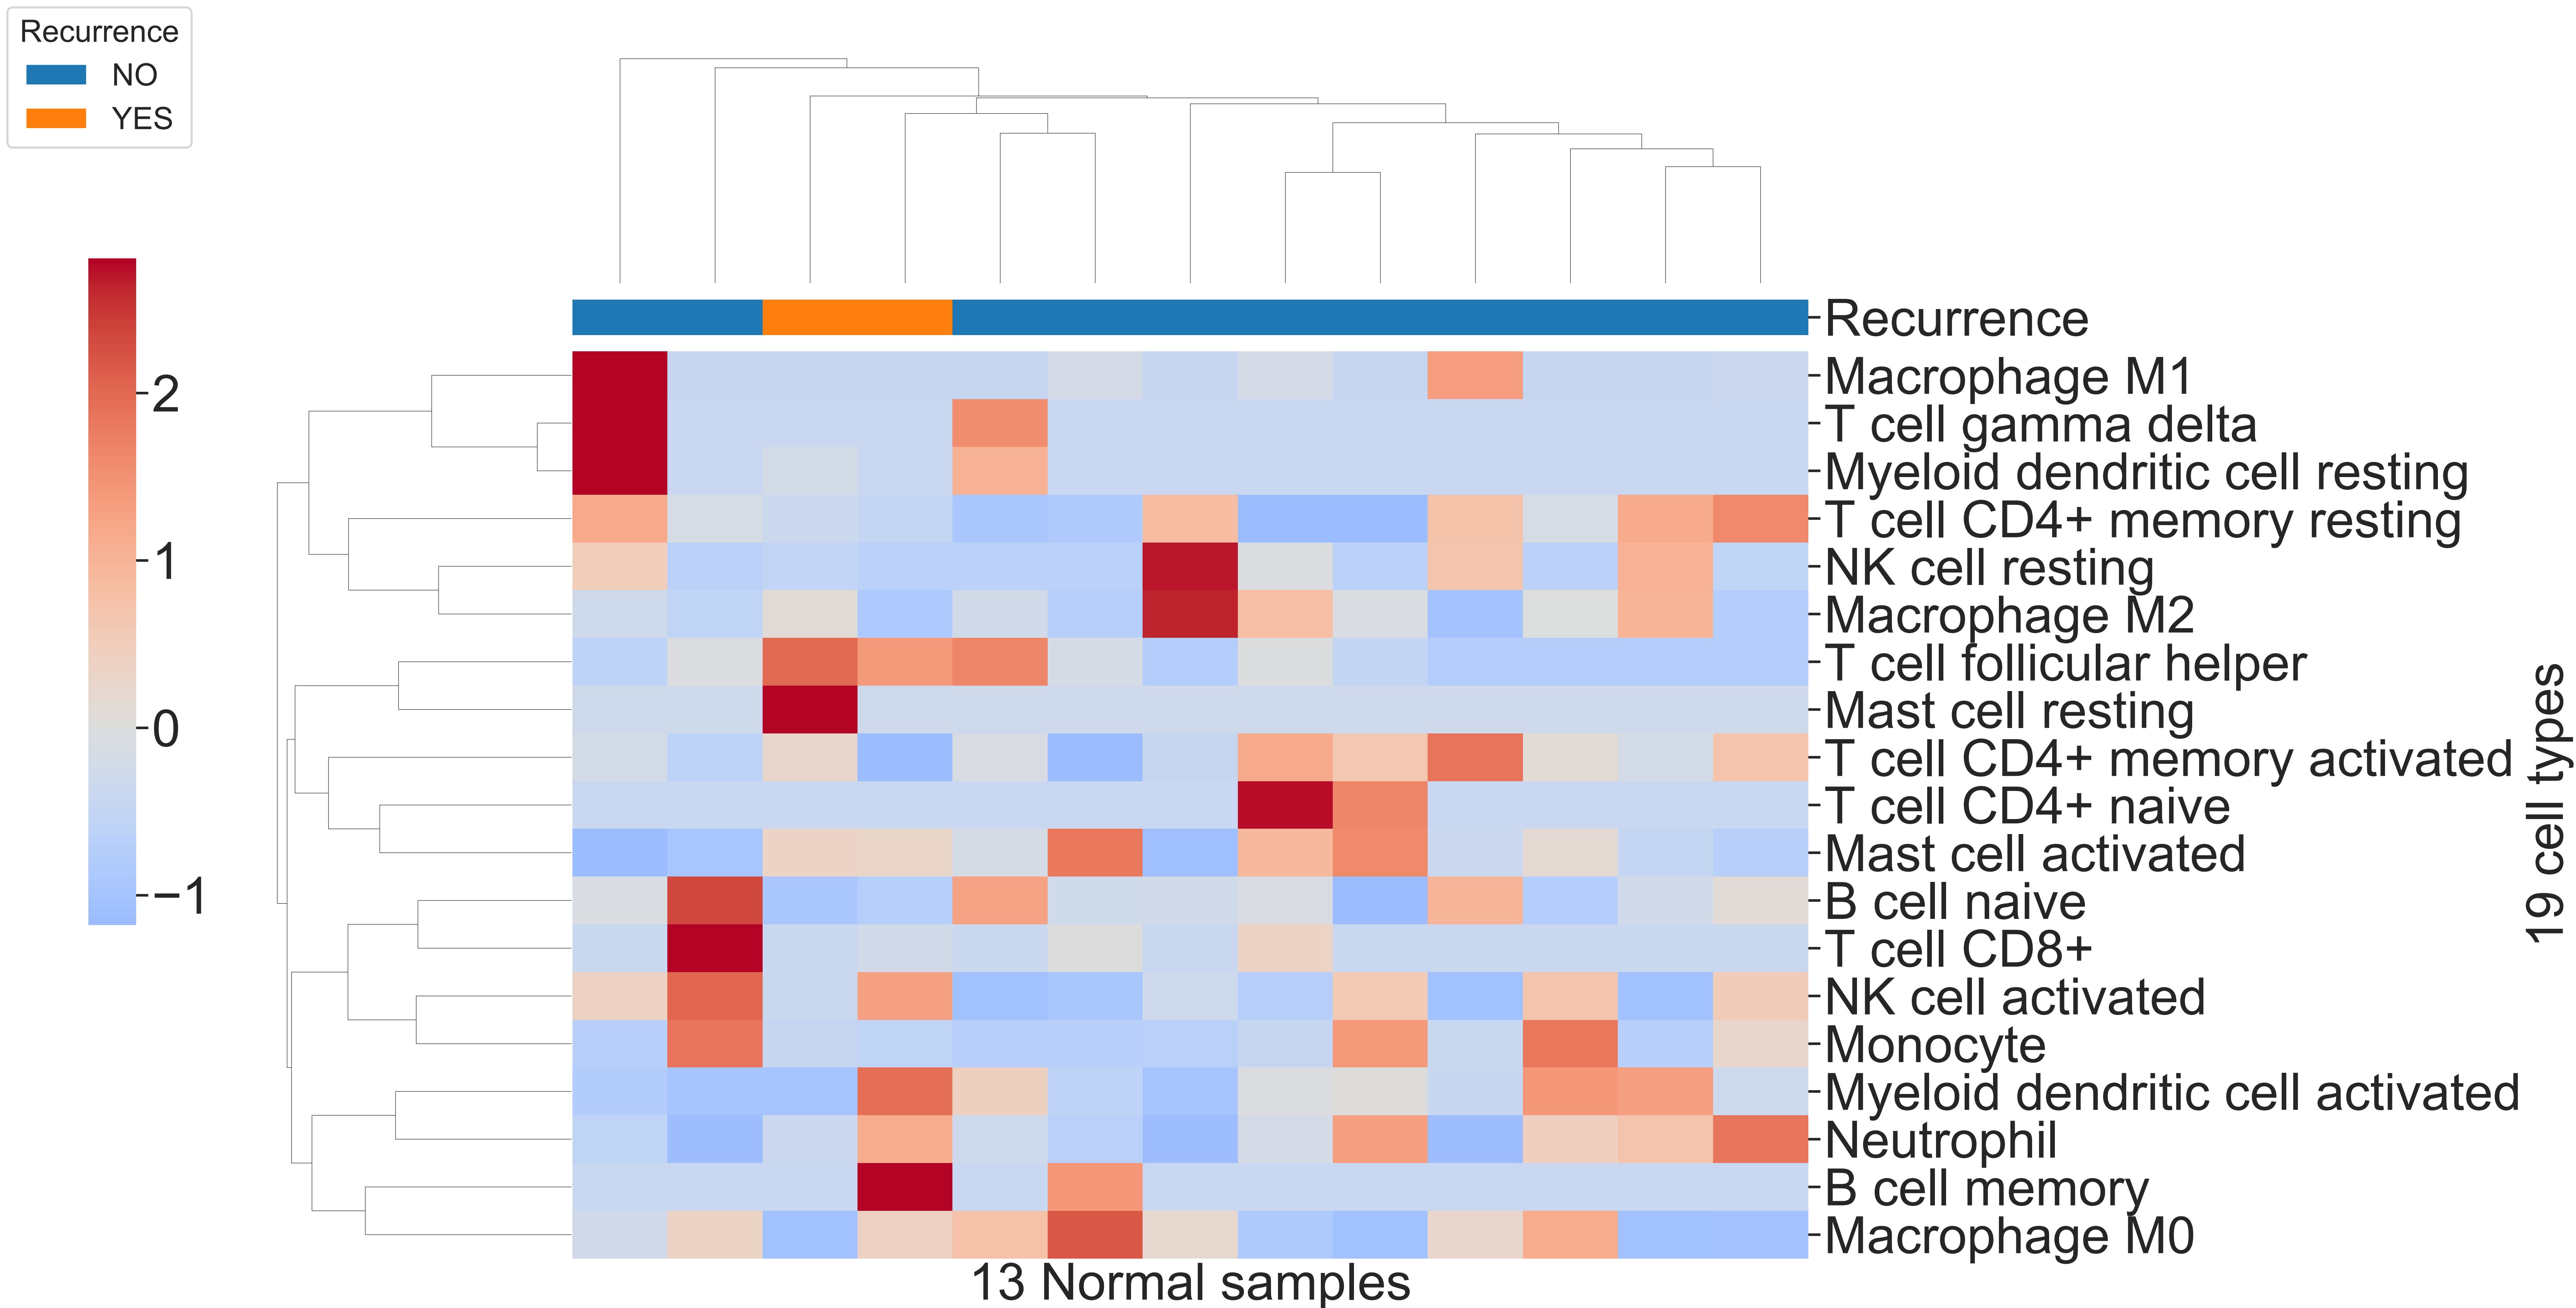 Recurrence
NO
YES
2
1
0
−1
Recurrence
Macrophage M1
T cell gamma delta
Myeloid dendritic cell resting
T cell CD4+ memory resting
NK cell resting
Macrophage M2
T cell follicular helper
Mast cell resting
T cell CD4+ memory activated
T cell CD4+ naive
Mast cell activated
B cell naive
T cell CD8+
NK cell activated
Monocyte
Myeloid dendritic cell activated
Neutrophil
B cell memory
Macrophage M0
19 cell types
13 Normal samples